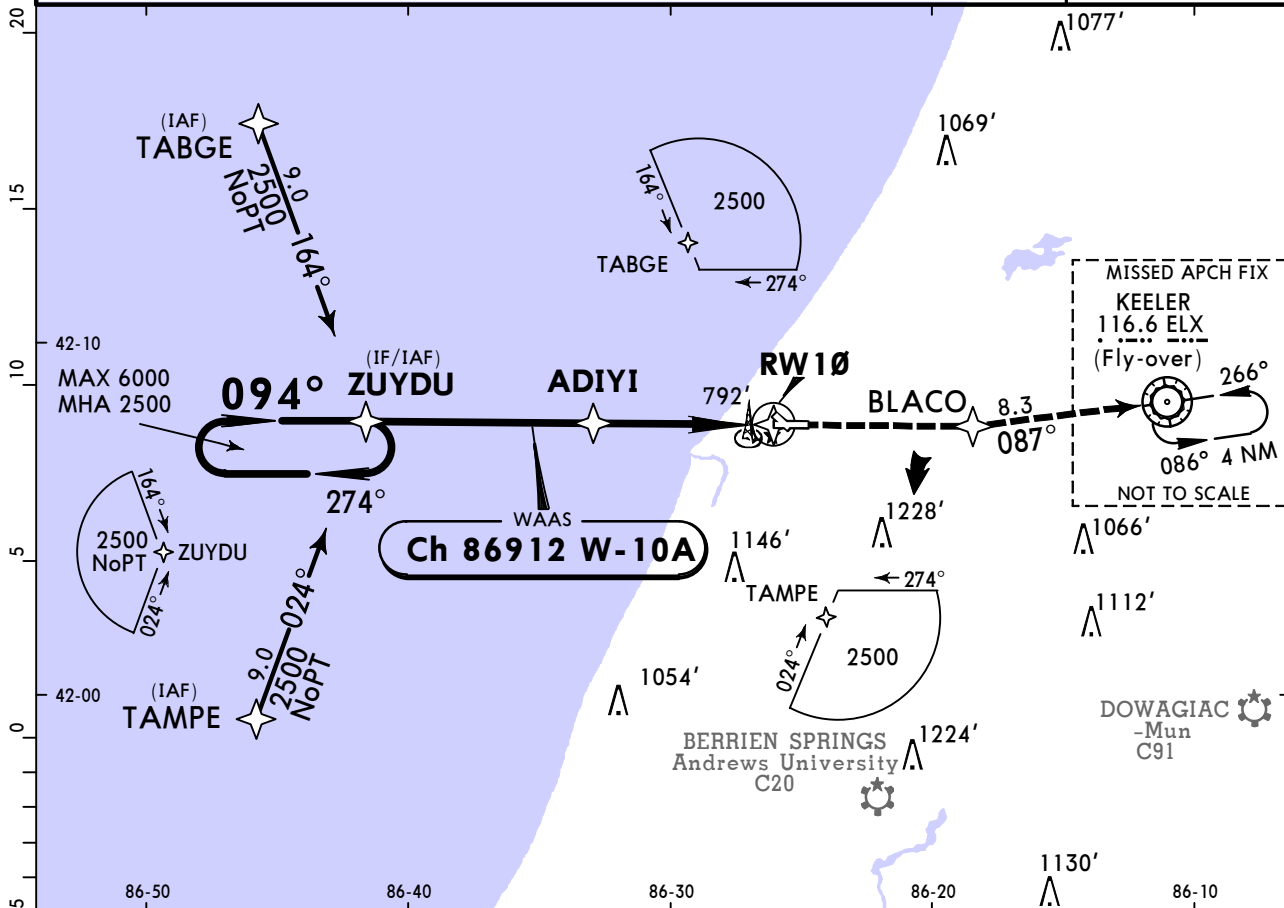 20
1077'
(IAF)
TABGE
9.0
2500
NoPT
164°
1069'
164°
2500
TABGE
274°
15
MISSED APCH FIX
KEELER
116.6 ELX
(Fly-over)
266°
086° 4 NM
NOT TO SCALE
42-10
10
MAX 6000
MHA 2500
094°
(IF/IAF)
ZUYDU
ADIYI
792'
RW10
BLACO
8.3
087°
274°
164°
2500
NoPT
ZUYDU
024°
WAAS
Ch 86912 W-10A
5
1146'
1228'
1066'
TAMPE
274°
024°
2500
1112'
024°
9.0
2500
NoPT
(IAF)
TAMPE
42-00
0
1054'
BERRIEN SPRINGS
Andrews University
C20
1224'
DOWAGIAC
-Mun
C91
1130'
5
86-50
86-40
86-30
86-20
86-10